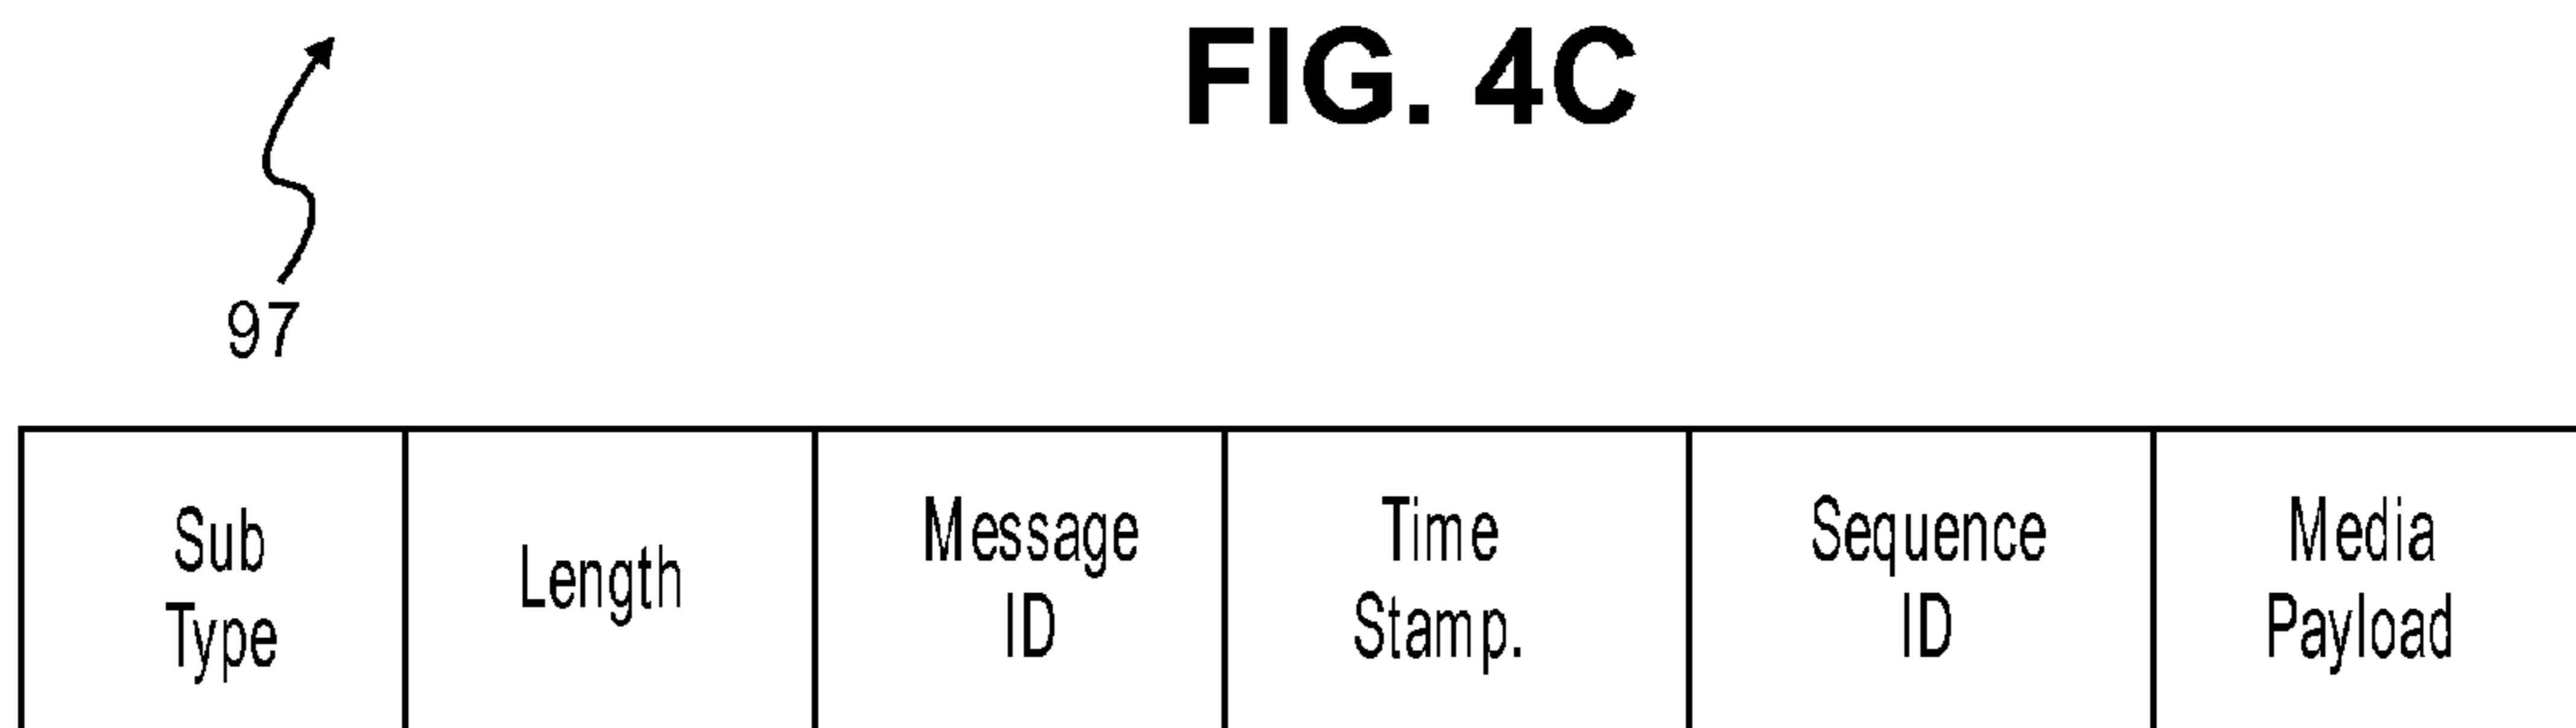 FIG. 4C
97
Sub
Type
Length
Message
ID
Time
Stamp.
Sequence
ID
Media
Payload